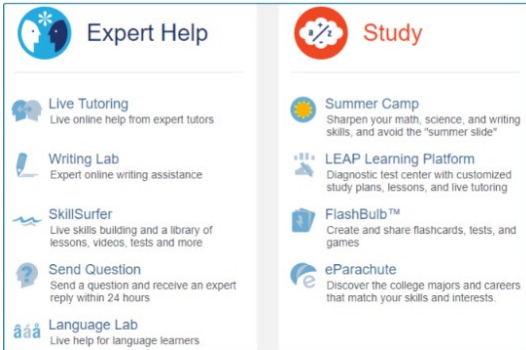 Expert Help
Live Tutoring
Live online help from expert tutors
Writing Lab
Expert online writing assistance
SkillSurfer
Live skills building and a library of
lessons, videos, tests and more
Send Question
Send a question and receive an expert
reply within 24 hours
âáå Language Lab
Live help for language learners
Study
Summer Camp
Sharpen your math, science, and writing
skills, and avoid the "summer slide"
LEAP Learning Platform
Diagnostic test center with customized
study plans, lessons, and live tutoring
FlashBulb™
Create and share flashcards, tests, and
games
eParachute
Discover the college majors and careers
that match your skills and interests.